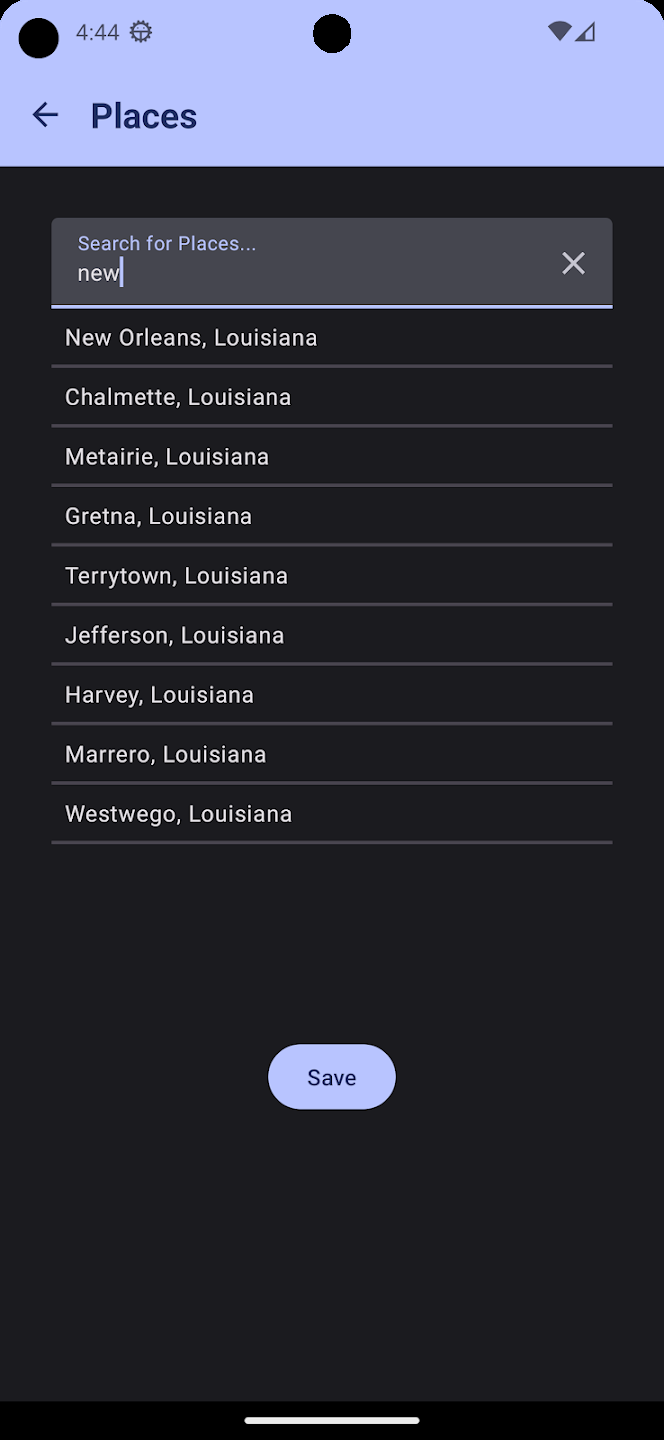 4:44
Places
Search for Places...
new
New Orleans, Louisiana
Chalmette, Louisiana
Metairie, Louisiana
Gretna, Louisiana
Terrytown, Louisiana
Jefferson, Louisiana
Harvey, Louisiana
Marrero, Louisiana
Westwego, Louisiana
Save